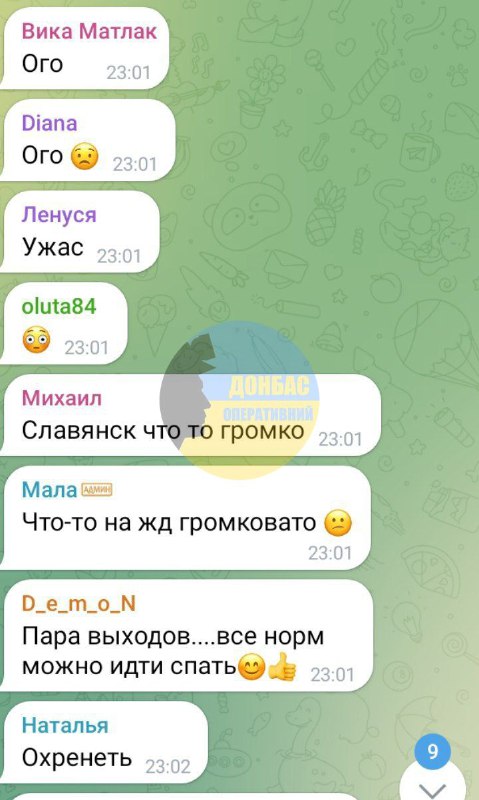 Вика Матлак
Ого
23:01
Diana
Ого 😟
23:01
Ленуся
Ужас
23:01
oluta84
😳
23:01
ДОНБАС
ОПЕРАТИВНИЙ
Михаил
Славянск что то громко
23:01
Мала АДМИН
Что-то на жд громковато 😕
23:01
D_e_m_o_N
Пара выходов....все норм
можно идти спать😊👍
23:01
Наталья
Охренеть
23:02
9